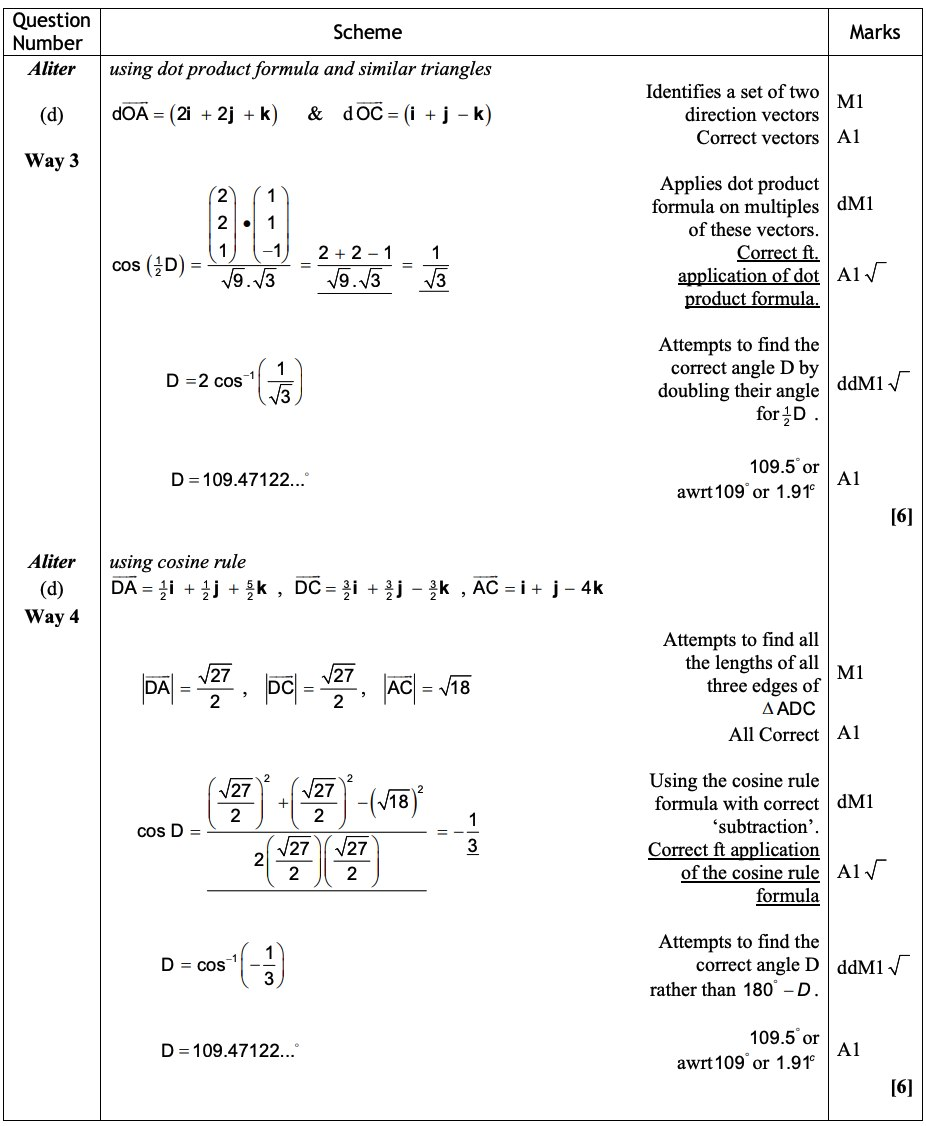 Question Number Scheme Marks
Aliter using dot product formula and similar triangles
(d) dOA⃗ = (2i + 2j + k) & d OC⃗ = (i + j − k) Identifies a set of two direction vectors M1
Correct vectors A1
Way 3
cos (½D) = (2 2 1) • (1 1 −1) / √9.√3 = 2 + 2 − 1 / √9.√3 = 1/√3 Applies dot product formula on multiples of these vectors. dM1
Correct ft. application of dot product formula. A1√
D = 2 cos⁻¹(1/√3) Attempts to find the correct angle D by doubling their angle for ½D . ddM1√
D = 109.47122...° 109.5° or awrt109° or 1.91ᶜ A1
[6]
Aliter using cosine rule
(d) DA⃗ = ½i + ½j + 5/2k , DC⃗ = 3/2i + 3/2j − 3/2k , AC⃗ = i + j − 4k
Way 4
|DA⃗| = √27/2 , |DC⃗| = √27/2 , |AC⃗| = √18 Attempts to find all the lengths of all three edges of Δ ADC M1
All Correct A1
cos D = ((√27/2)² + (√27/2)² − (√18)²) / 2(√27/2)(√27/2) = −1/3 Using the cosine rule formula with correct ‘subtraction’. dM1
Correct ft application of the cosine rule formula A1√
D = cos⁻¹(−1/3) Attempts to find the correct angle D rather than 180° − D. ddM1√
D = 109.47122...° 109.5° or awrt109° or 1.91ᶜ A1
[6]